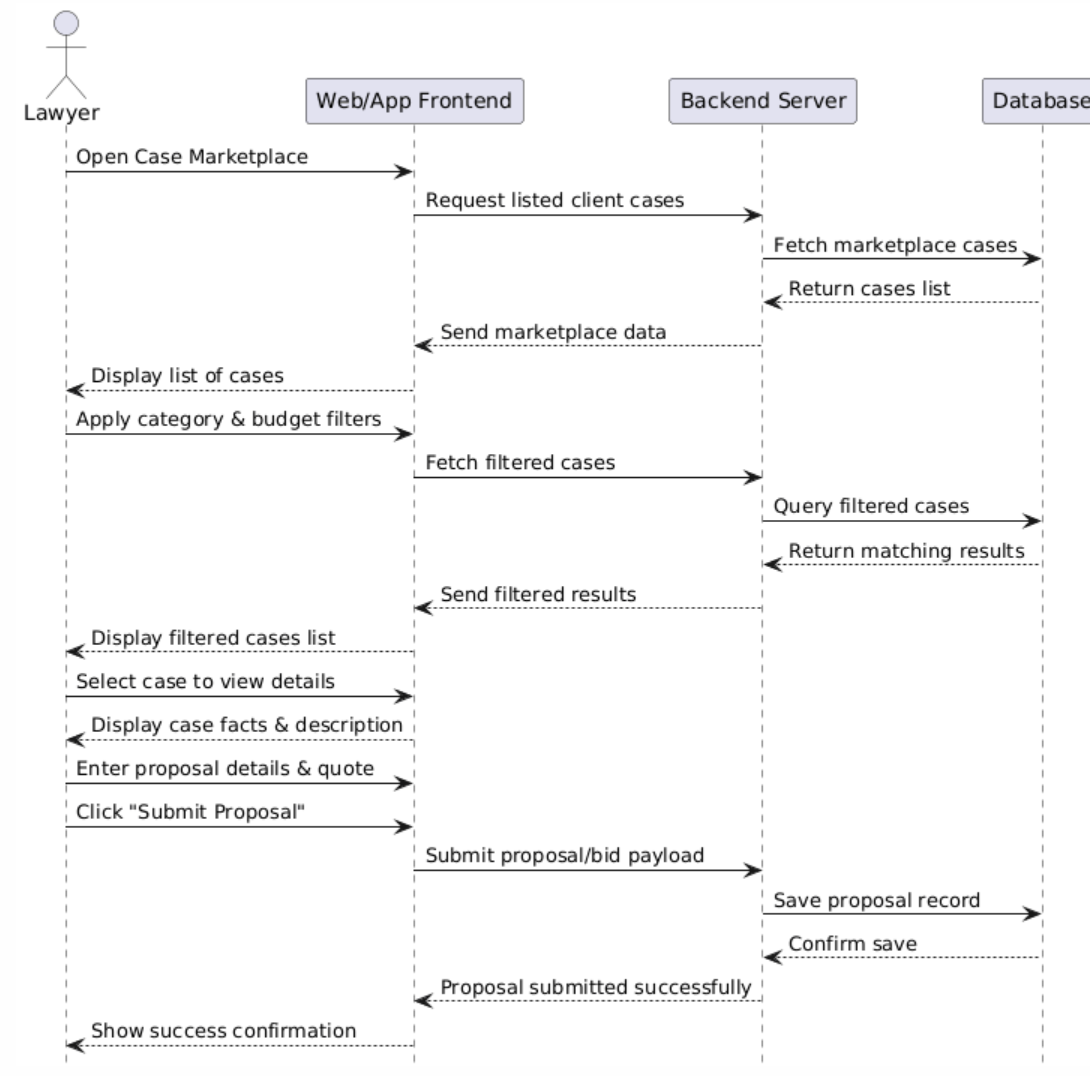 Lawyer
Web/App Frontend
Backend Server
Database
Open Case Marketplace
Request listed client cases
Fetch marketplace cases
Return cases list
Send marketplace data
Display list of cases
Apply category & budget filters
Fetch filtered cases
Query filtered cases
Return matching results
Send filtered results
Display filtered cases list
Select case to view details
Display case facts & description
Enter proposal details & quote
Click "Submit Proposal"
Submit proposal/bid payload
Save proposal record
Confirm save
Proposal submitted successfully
Show success confirmation